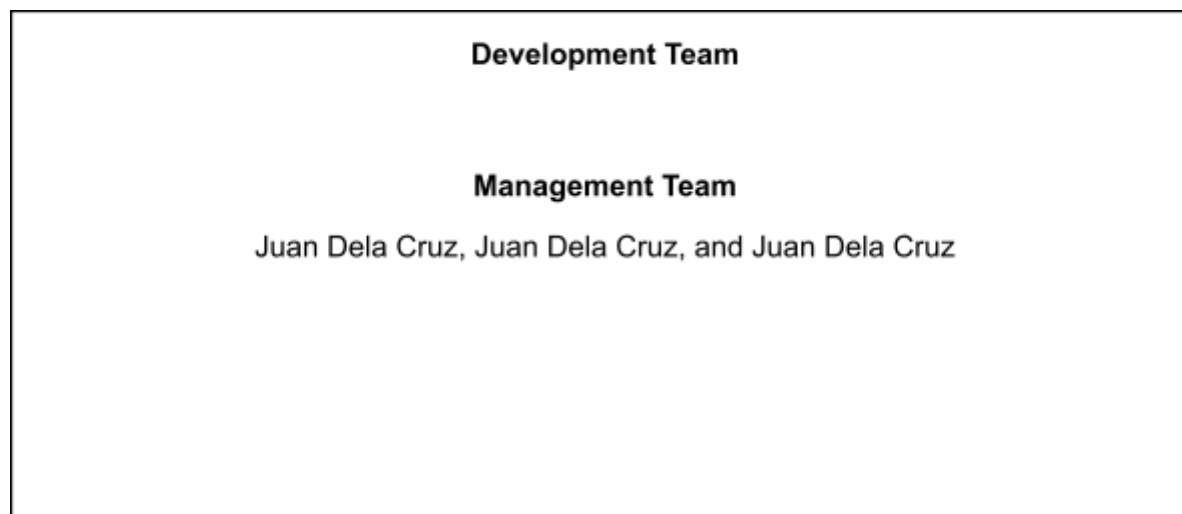 Development Team
Management Team
Juan Dela Cruz, Juan Dela Cruz, and Juan Dela Cruz